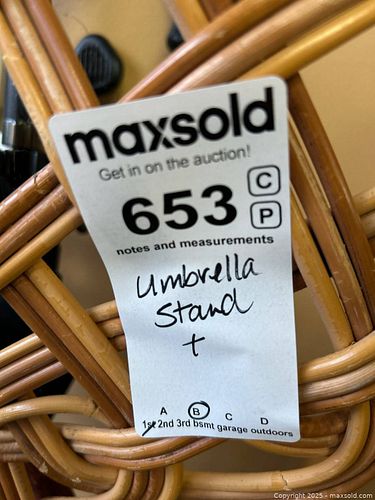 maxsold
Get in on the auction!
653 C
P
notes and measurements
umbrella
Stand
+
A B C D
1st 2nd 3rd bsmt garage outdoors
Copyright 2025 - maxsold.com